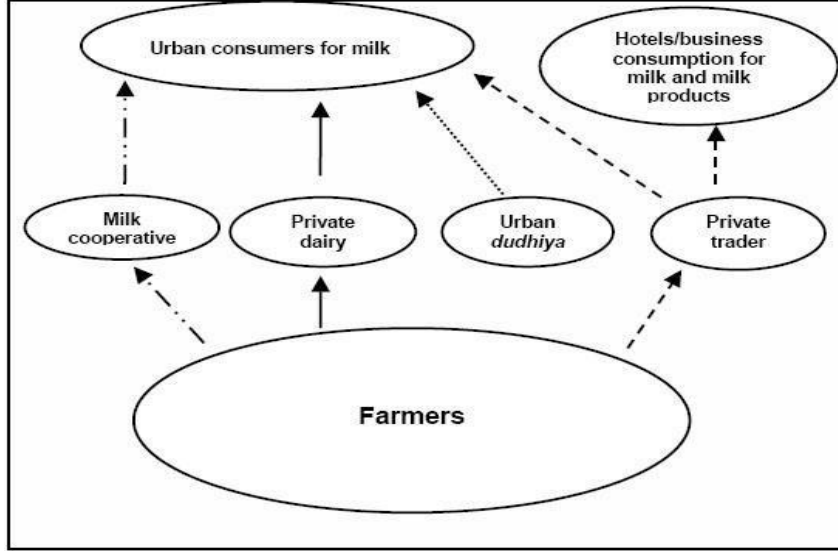 Urban consumers for milk
Hotels/business
consumption for
milk and milk
products
Milk
cooperative
Private
dairy
Urban
dudhiya
Private
trader
Farmers